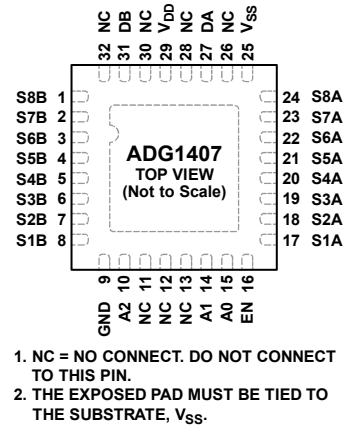 32 NC
31 DB
30 NC
29 VDD
28 NC
27 DA
26 NC
25 VSS
S8B 1
S7B 2
S6B 3
S5B 4
S4B 5
S3B 6
S2B 7
S1B 8
ADG1407
TOP VIEW
(Not to Scale)
24 S8A
23 S7A
22 S6A
21 S5A
20 S4A
19 S3A
18 S2A
17 S1A
GND 9
A2 10
NC 11
NC 12
NC 13
A1 14
A0 15
EN 16
1. NC = NO CONNECT. DO NOT CONNECT
TO THIS PIN.
2. THE EXPOSED PAD MUST BE TIED TO
THE SUBSTRATE, VSS.